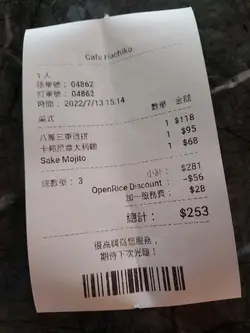 Cafe Hachiko
1 人
賬單號： 04862
訂單號： 04862
時間： 2022/7/13 15:14
菜式 數量 金額
八爪三重逸拼 1 $118
卡邦尼意大利麵 1 $95
Sake Mojito 1 $68
總數量： 3 小計： $281
OpenRice Discount： -$56
加一服務費： $28
總計： $253
很高興為您服務，
期待下次光臨！